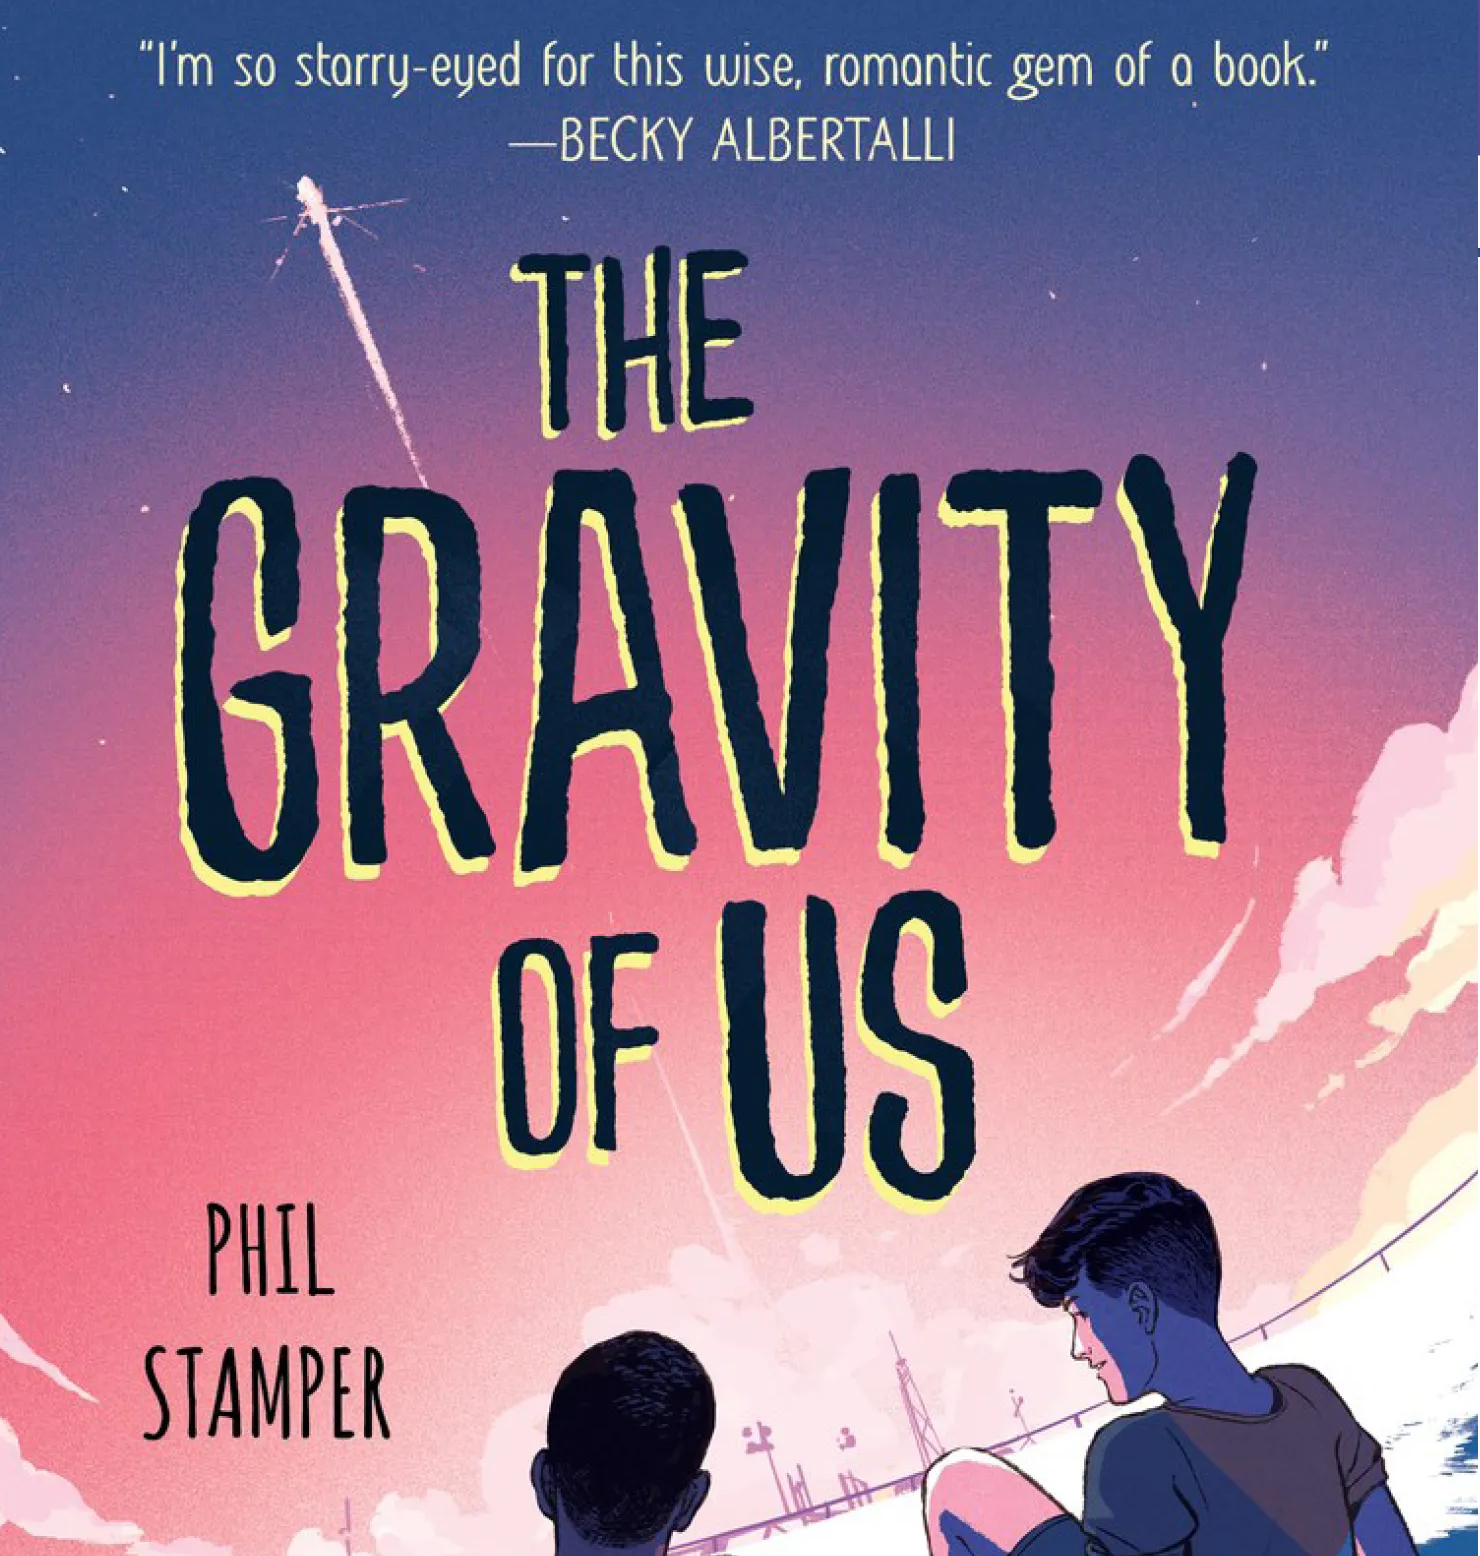 “I’m so starry-eyed for this wise, romantic gem of a book.”
—BECKY ALBERTALLI
THE
GRAVITY
OF US
PHIL
STAMPER